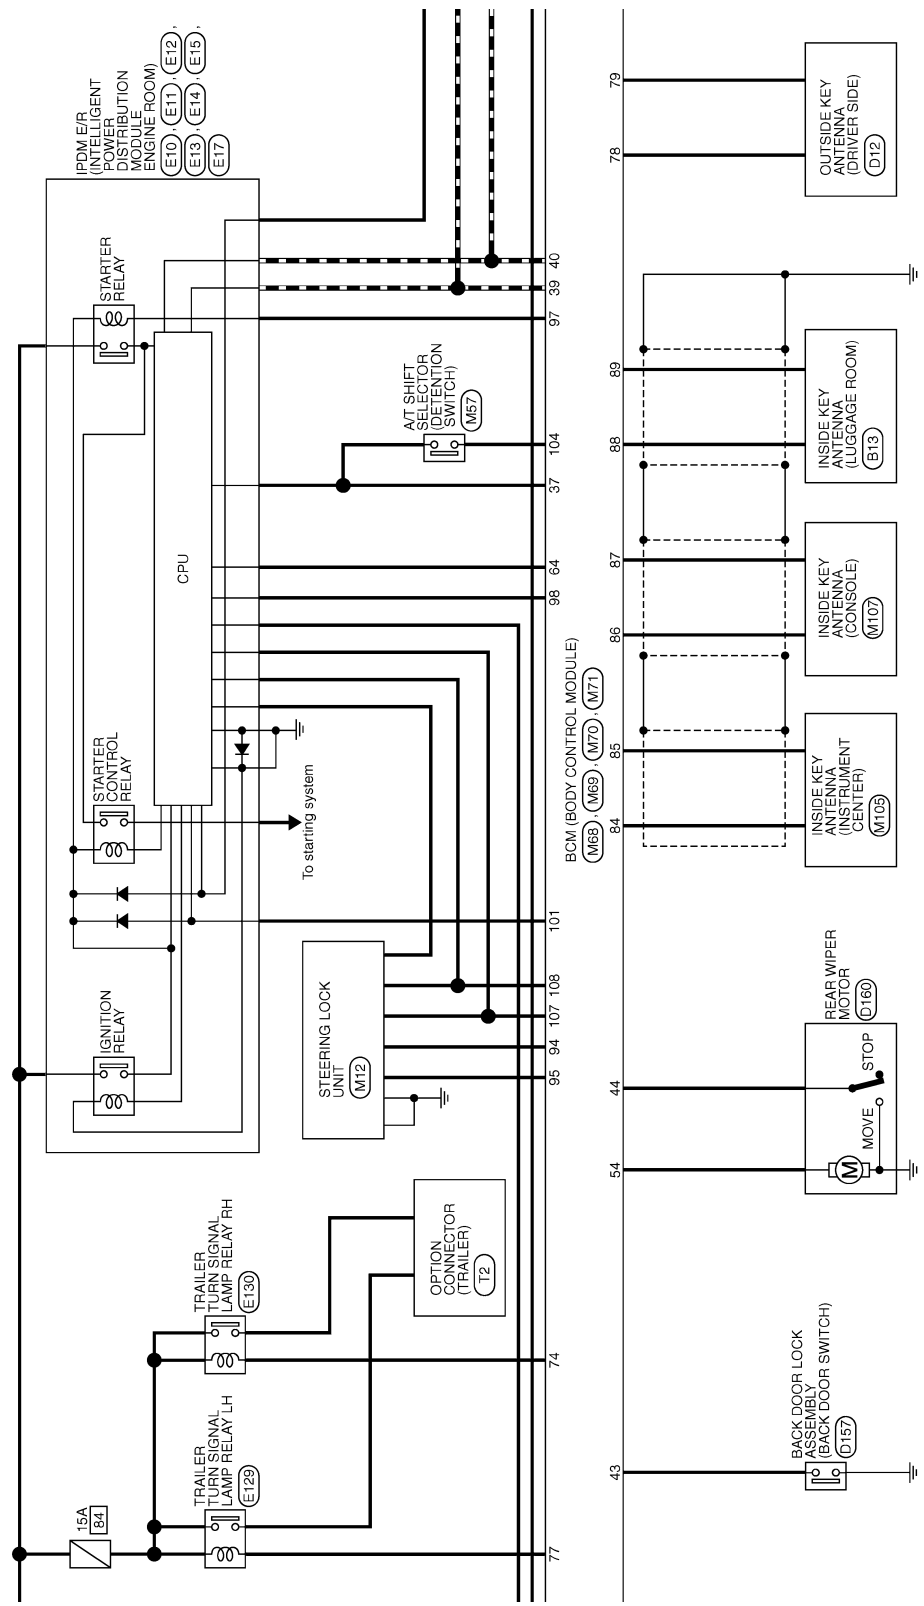 IPDM E/R
(INTELLIGENT
POWER
DISTRIBUTION
MODULE
ENGINE ROOM)
E10 , E11 , E12 ,
E13 , E14 , E15 ,
E17
STARTER
RELAY
CPU
STARTER
CONTROL
RELAY
To starting system
IGNITION
RELAY
A/T SHIFT
SELECTOR
(DETENTION
SWITCH)
M57
STEERING LOCK
UNIT
M12
TRAILER
TURN SIGNAL
LAMP RELAY RH
E130
TRAILER
TURN SIGNAL
LAMP RELAY LH
E129
15A
84
OPTION
CONNECTOR
(TRAILER)
T2
40
39
97
104
37
64
98
101
108
107
94
95
74
77
BCM (BODY CONTROL MODULE)
M68 , M69 , M70 , M71
79
78
89
88
87
86
85
84
44
54
43
OUTSIDE KEY
ANTENNA
(DRIVER SIDE)
D12
INSIDE KEY
ANTENNA
(LUGGAGE ROOM)
B13
INSIDE KEY
ANTENNA
(CONSOLE)
M107
INSIDE KEY
ANTENNA
(INSTRUMENT
CENTER)
M105
REAR WIPER
MOTOR
D160
STOP
MOVE
M
BACK DOOR LOCK
ASSEMBLY
(BACK DOOR SWITCH)
D157